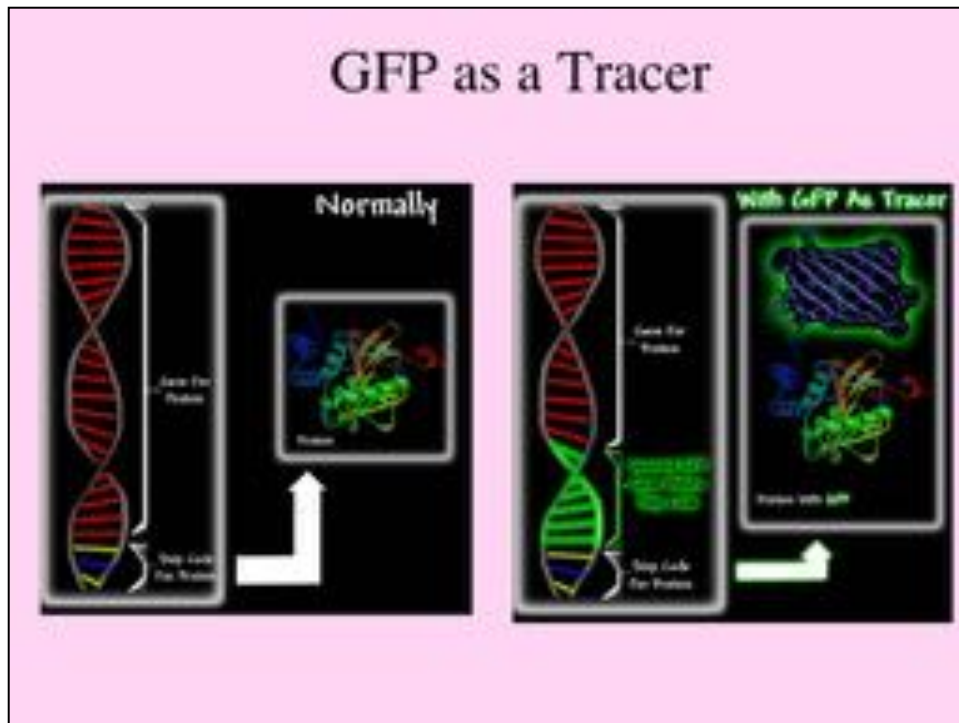 GFP as a Tracer
Normally
Gene For
Protein
Protein
Stop Code
For Protein
With GFP As Tracer
Gene For
Protein
Stop Code
For Protein
Protein With GFP